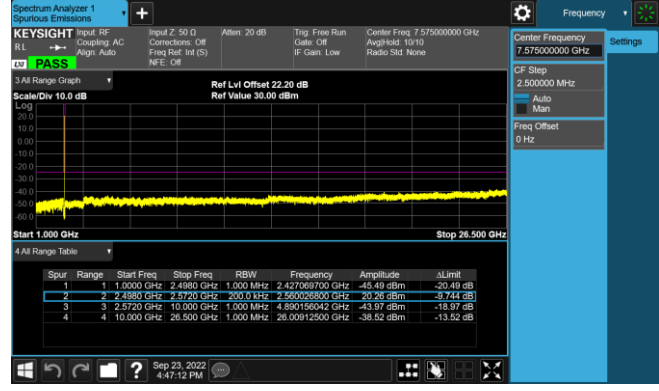 Spectrum Analyzer 1
Spurious Emissions
Frequency
KEYSIGHT
RL
PASS
Input: RF
Coupling: AC
Align: Auto
Input Z: 50 Ω
Corrections: Off
Freq Ref: Int (S)
NFE: Off
Atten: 20 dB
Trig: Free Run
Gate: Off
IF Gain: Low
Center Freq: 7.575000000 GHz
Avg|Hold: 10/10
Radio Std: None
Center Frequency
7.575000000 GHz
Settings
CF Step
2.500000 MHz
Auto
Man
Freq Offset
0 Hz
3 All Range Graph
Scale/Div 10.0 dB
Ref Lvl Offset 22.20 dB
Ref Value 30.00 dBm
Log
20.0
10.0
0.00
-10.0
-20.0
-30.0
-40.0
-50.0
-60.0
Start 1.000 GHz
Stop 26.500 GHz
4 All Range Table
Spur Range Start Freq Stop Freq RBW Frequency Amplitude ΔLimit
1 1 1.0000 GHz 2.4980 GHz 1.000 MHz 2.427069700 GHz -45.49 dBm -20.49 dB
2 2 2.4980 GHz 2.5720 GHz 200.0 kHz 2.560026800 GHz 20.26 dBm -9.744 dB
3 3 2.5720 GHz 10.000 GHz 1.000 MHz 4.890156042 GHz -43.97 dBm -18.97 dB
4 4 10.000 GHz 26.500 GHz 1.000 MHz 26.00912500 GHz -38.52 dBm -13.52 dB
Sep 23, 2022
4:47:12 PM